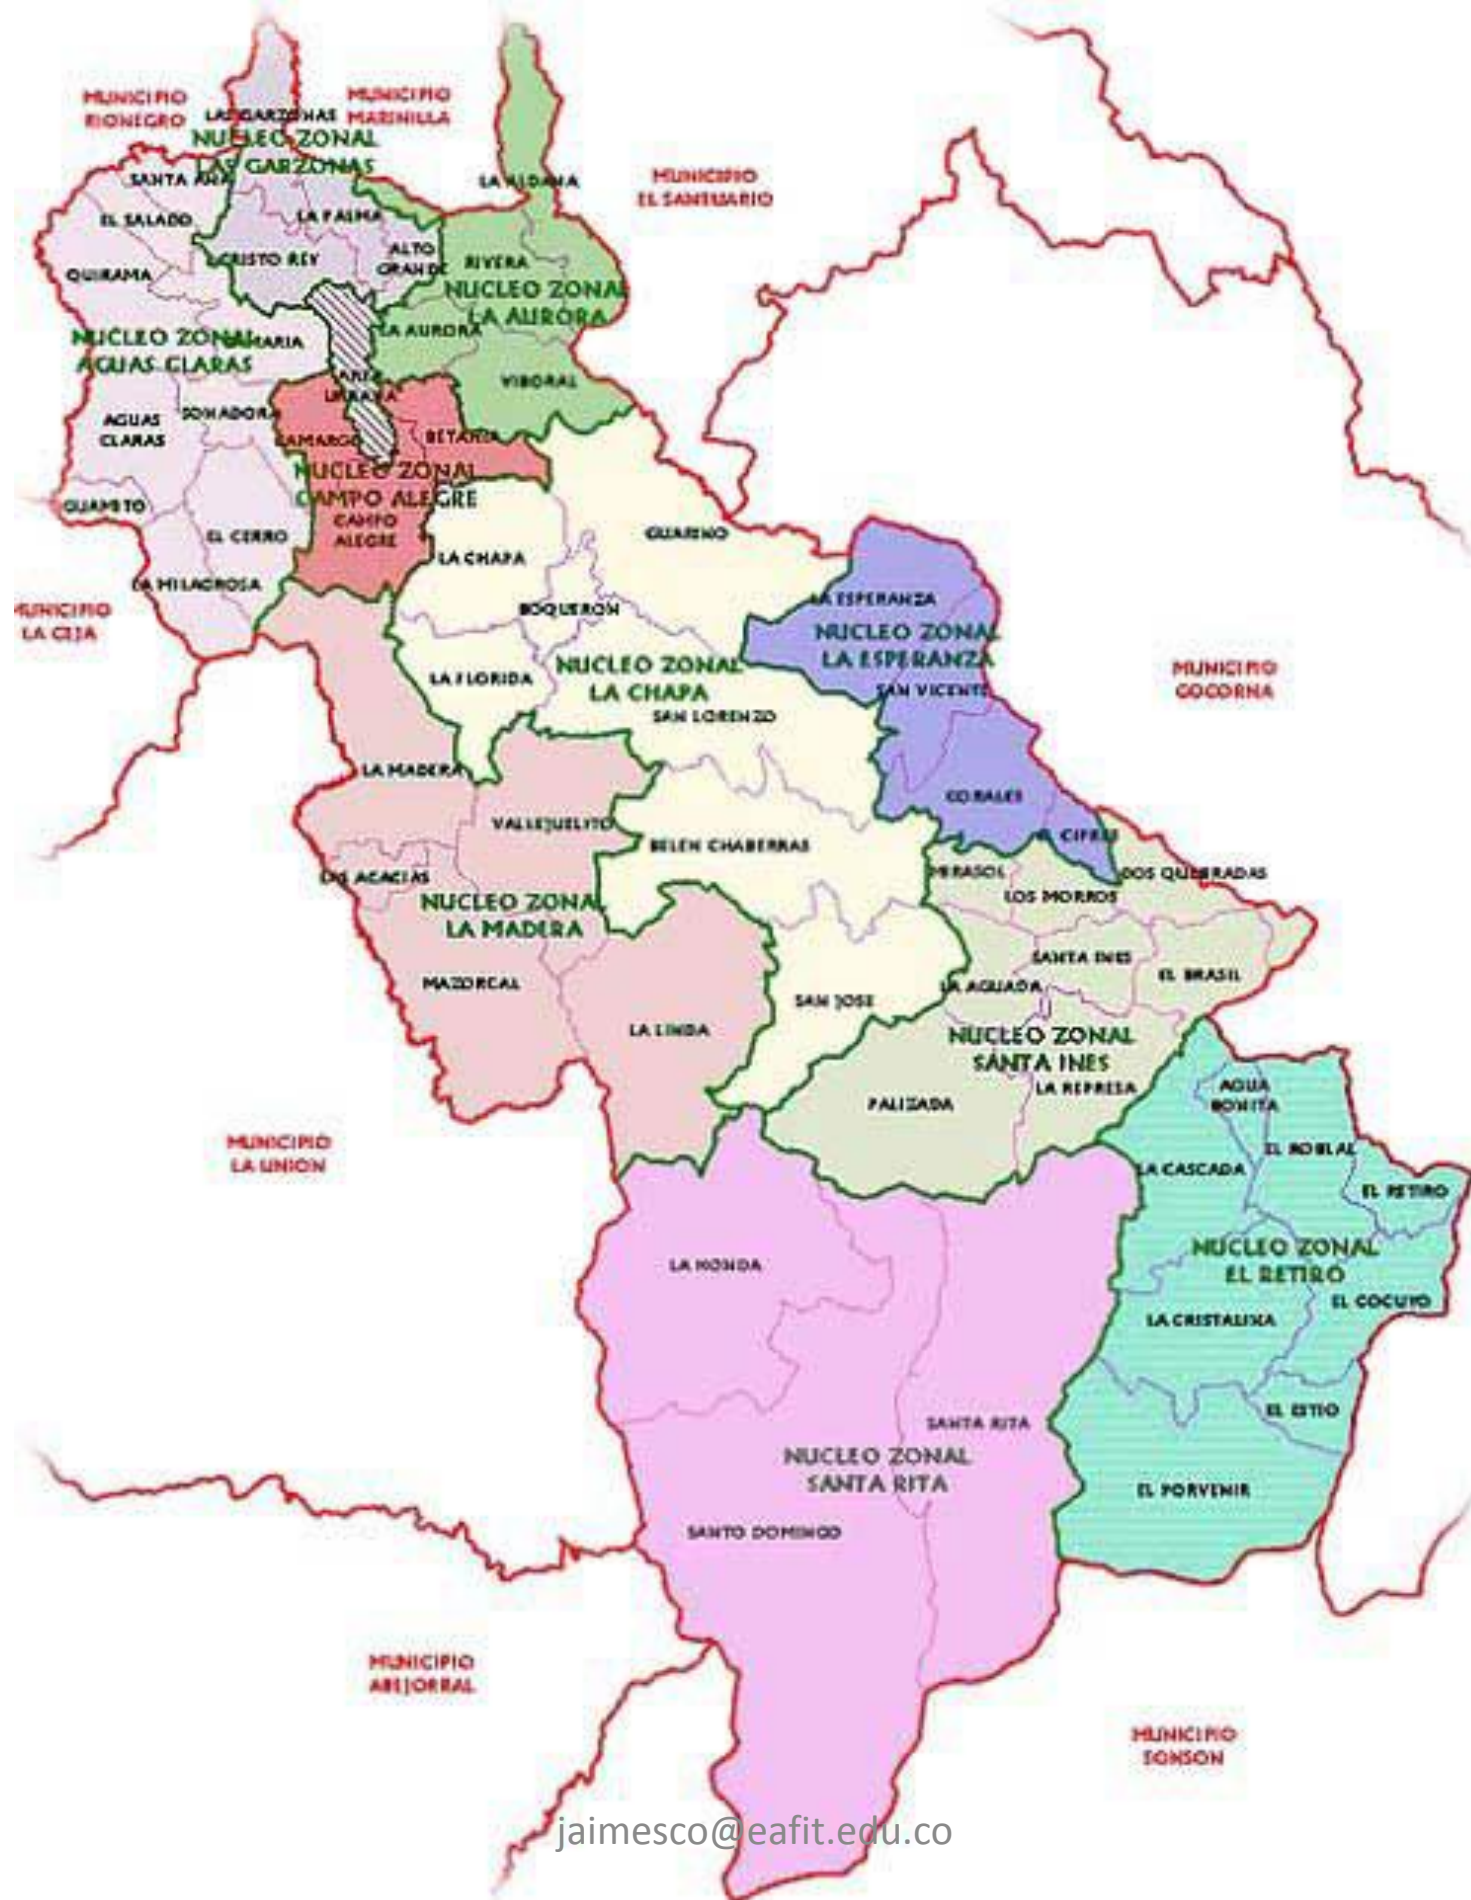 MUNICIPIO
RIONEGRO
MUNICIPIO
MARINILLA
LAS GARZONAS
NUCLEO ZONAL
LAS GARZONAS
SANTA ANA
LA ALDANA
MUNICIPIO
EL SANTUARIO
EL SALADO
LA PALMA
CRISTO REY
ALTO
GRANDE
RIVERA
QUIRAMA
NUCLEO ZONAL
LA AURORA
LA AURORA
NUCLEO ZONAL
AGUAS CLARAS
VIBORAL
AREA
URBANA
AGUAS
CLARAS
SONADORA
CAMARGO
BETANIA
NUCLEO ZONAL
CAMPO ALEGRE
CAMPO
ALEGRE
GUAMITO
EL CERRO
LA CHAPA
GUARINO
LA MILAGROSA
BOQUERON
LA ESPERANZA
MUNICIPIO
LA CEJA
NUCLEO ZONAL
LA ESPERANZA
LA FLORIDA
NUCLEO ZONAL
LA CHAPA
SAN VICENTE
MUNICIPIO
COCORNA
SAN LORENZO
LA MADERA
CORALES
VALLEJUELITO
EL CIPRES
BELEN CHABERRAS
LAS ACACIAS
MIRASOL
DOS QUEBRADAS
LOS MORROS
NUCLEO ZONAL
LA MADERA
SANTA INES
EL BRASIL
MAZORCAL
LA AGUADA
SAN JOSE
LA LINDA
NUCLEO ZONAL
SANTA INES
LA REPRESA
PALIZADA
AGUA
BONITA
MUNICIPIO
LA UNION
EL ROBLAL
LA CASCADA
EL RETIRO
NUCLEO ZONAL
EL RETIRO
LA HONDA
EL COCUYO
LA CRISTALINA
EL ESTIO
SANTA RITA
NUCLEO ZONAL
SANTA RITA
EL PORVENIR
SANTO DOMINGO
MUNICIPIO
ABEJORRAL
MUNICIPIO
SONSON
jaimesco@eafit.edu.co